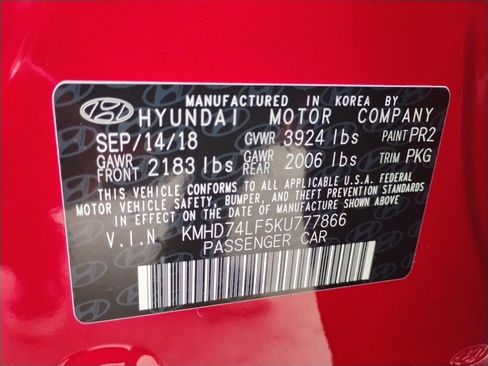 MANUFACTURED IN KOREA BY
HYUNDAI MOTOR COMPANY
SEP/14/18 GVWR 3924 lbs PAINT PR2
GAWR FRONT 2183 lbs GAWR REAR 2006 lbs TRIM PKG
THIS VEHICLE CONFORMS TO ALL APPLICABLE U.S.A. FEDERAL
MOTOR VEHICLE SAFETY, BUMPER, AND THEFT PREVENTION STANDARDS
IN EFFECT ON THE DATE OF MANUFACTURE SHOWN ABOVE
V.I.N. KMHD74LF5KU777866
PASSENGER CAR
HYUNDAI